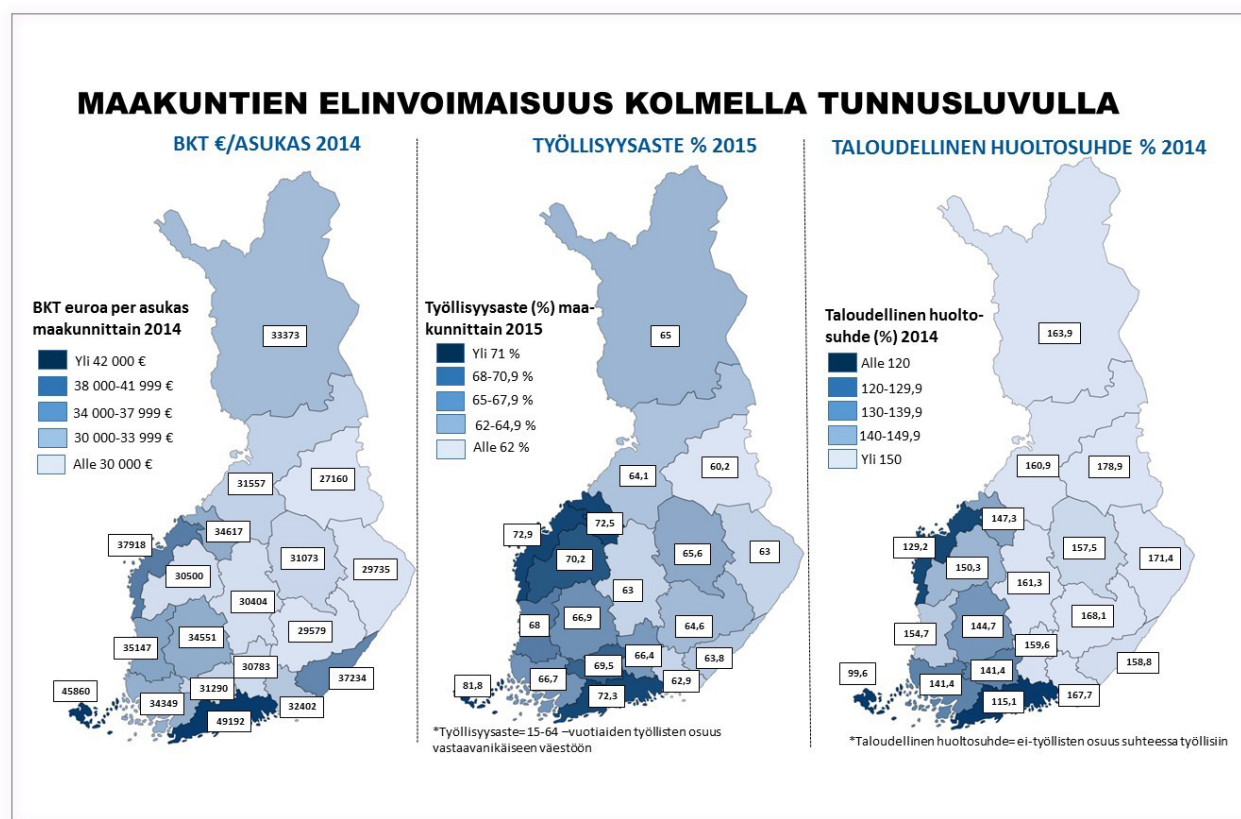 MAAKUNTIEN ELINVOIMAISUUS KOLMELLA TUNNUSLUVULLA
BKT €/ASUKAS 2014
BKT euroa per asukas
maakunnittain 2014
Yli 42 000 €
38 000-41 999 €
34 000-37 999 €
30 000-33 999 €
Alle 30 000 €
33373
31557
27160
34617
37918
31073
30500
29735
30404
29579
34551
35147
30783
37234
31290
45860
34349
32402
49192
TYÖLLISYYSASTE % 2015
Työllisyysaste (%) maa-
kunnittain 2015
Yli 71 %
68-70,9 %
65-67,9 %
62-64,9 %
Alle 62 %
65
64,1
60,2
72,5
72,9
70,2
65,6
63
63
66,9
68
64,6
66,4
63,8
69,5
66,7
62,9
81,8
72,3
*Työllisyysaste= 15-64 –vuotiaiden työllisten osuus
vastaavanikäiseen väestöön
TALOUDELLINEN HUOLTOSUHDE % 2014
Taloudellinen huolto-
suhde (%) 2014
Alle 120
120-129,9
130-139,9
140-149,9
Yli 150
163,9
160,9
178,9
147,3
129,2
157,5
171,4
150,3
161,3
168,1
144,7
154,7
159,6
158,8
141,4
99,6
141,4
167,7
115,1
*Taloudellinen huoltosuhde= ei-työllisten osuus suhteessa työllisiin